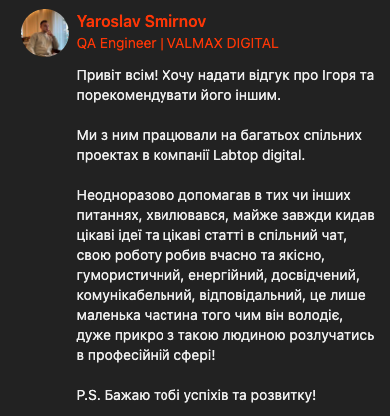 Yaroslav Smirnov
QA Engineer | VALMAX DIGITAL
Привіт всім! Хочу надати відгук про Ігоря та
порекомендувати його іншим.
Ми з ним працювали на багатьох спільних
проектах в компанії Labtop digital.
Неодноразово допомагав в тих чи інших
питаннях, хвилювався, майже завжди кидав
цікаві ідеї та цікаві статті в спільний чат,
свою роботу робив вчасно та якісно,
гумористичний, енергійний, досвідчений,
комунікабельний, відповідальний, це лише
маленька частина того чим він володіє,
дуже прикро з такою людиною розлучатись
в професійній сфері!
P.S. Бажаю тобі успіхів та розвитку!